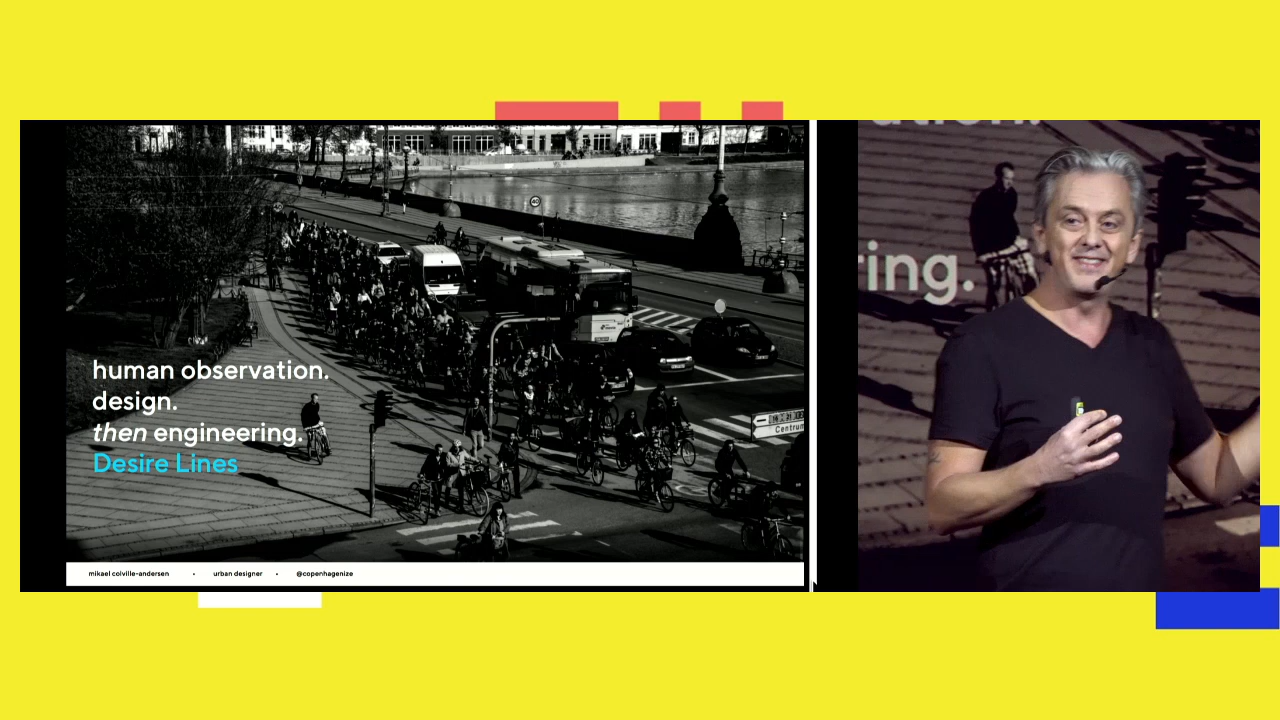 human observation.
design.
then engineering.
Desire Lines
mikael colville-andersen • urban designer • @copenhagenize
Centrum
ring.